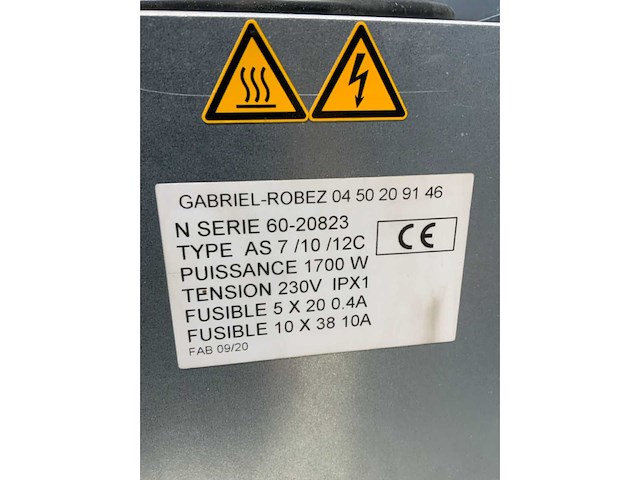 GABRIEL-ROBEZ 04 50 20 91 46
N SERIE 60-20823
TYPE AS 7 /10 /12C
CE
PUISSANCE 1700 W
TENSION 230V IPX1
FUSIBLE 5 X 20 0.4A
FUSIBLE 10 X 38 10A
FAB 09/20